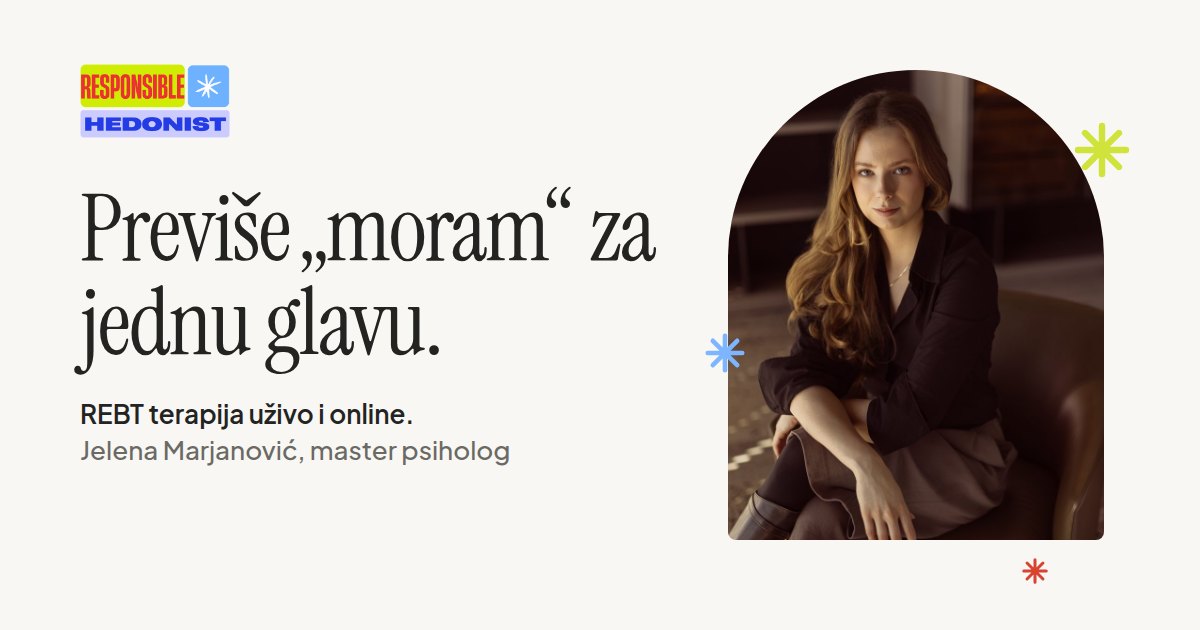 RESPONSIBLE
HEDONIST
Previše „moram“ za
jednu glavu.
REBT terapija uživo i online.
Jelena Marjanović, master psiholog